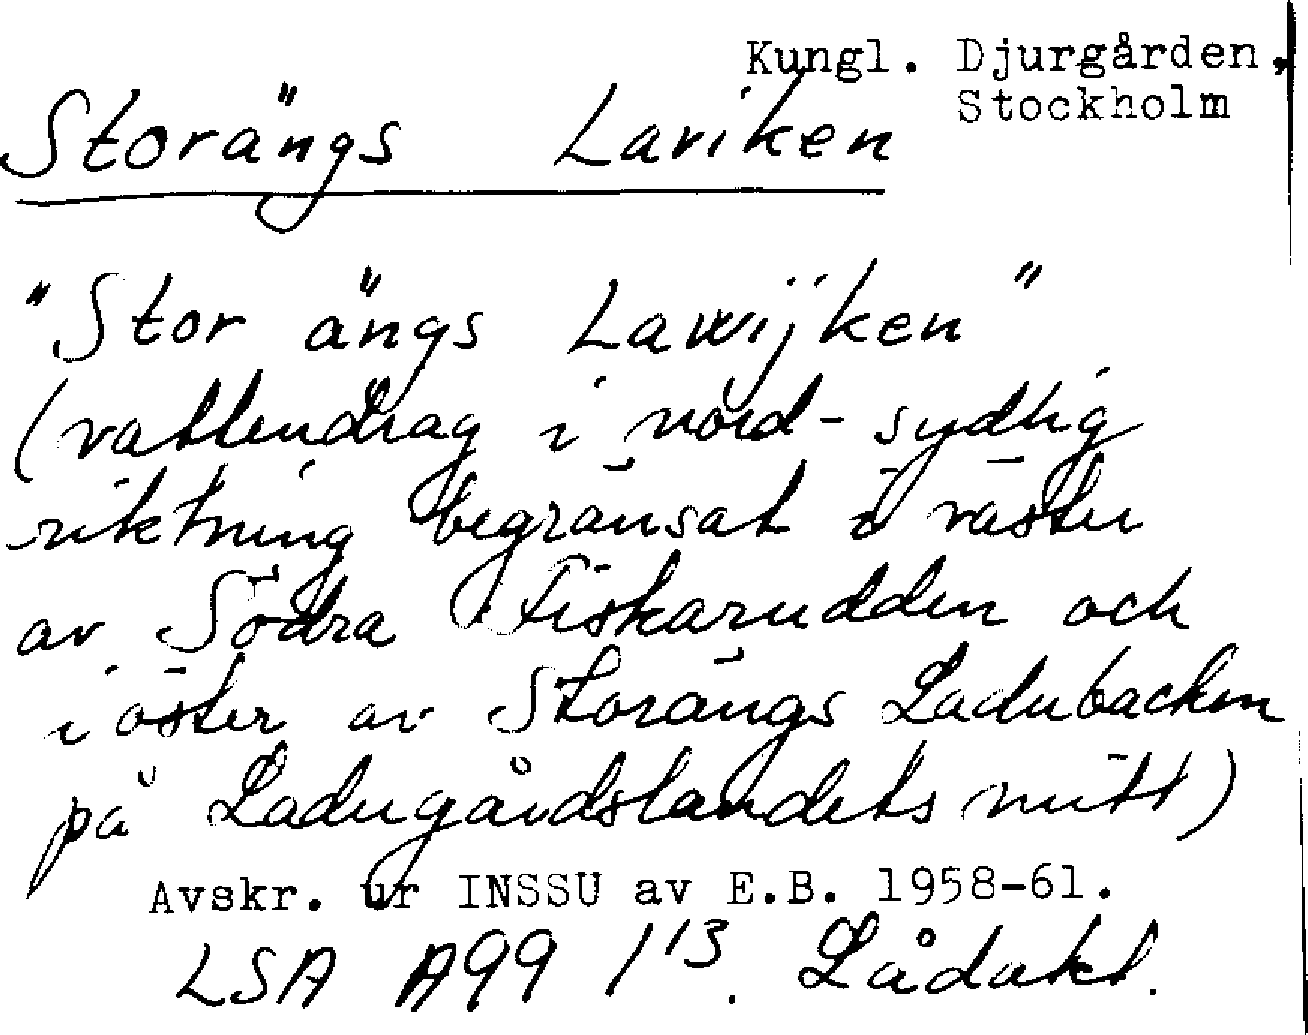 Kungl. Djurgården,
Stockholm
Storängs Laviken
"Stor ängs Lawijken"
(vattendrag i nord-sydlig
riktning begränsat i väster
av Södra Fiskarudden och
i öster av Storängs Ladubacken
på Ladugårdslandets mitt)
Avskr. ur INSSU av E.B. 1958-61.
LSA A99 1'3. Lådakt.